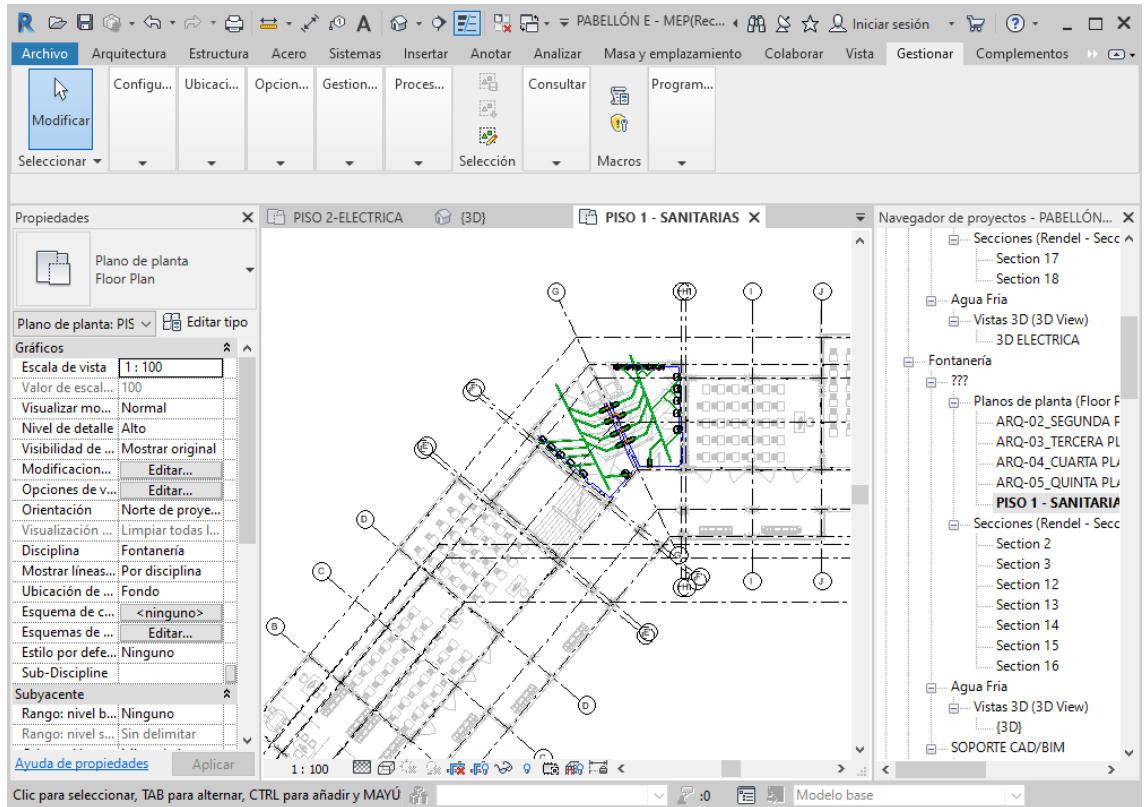 PABELLÓN E - MEP(Rec...
Iniciar sesión
Archivo Arquitectura Estructura Acero Sistemas Insertar Anotar Analizar Masa y emplazamiento Colaborar Vista Gestionar Complementos
Modificar
Configu... Ubicaci... Opcion... Gestion... Proces... Consultar Program...
Seleccionar Selección Macros
Propiedades
PISO 2-ELECTRICA
{3D}
PISO 1 - SANITARIAS
Navegador de proyectos - PABELLÓN...
Plano de planta
Floor Plan
Plano de planta: PIS
Editar tipo
Gráficos
Escala de vista 1 : 100
Valor de escal... 100
Visualizar mo... Normal
Nivel de detalle Alto
Visibilidad de ... Mostrar original
Modificacion... Editar...
Opciones de v... Editar...
Orientación Norte de proye...
Visualización ... Limpiar todas l...
Disciplina Fontanería
Mostrar líneas... Por disciplina
Ubicación de ... Fondo
Esquema de c... <ninguno>
Esquemas de ... Editar...
Estilo por defe... Ninguno
Sub-Discipline
Subyacente
Rango: nivel b... Ninguno
Rango: nivel s... Sin delimitar
Ayuda de propiedades
Aplicar
G
I
J
E
D
C
B
I
J
E
D
C
1 : 100
Secciones (Rendel - Secc
Section 17
Section 18
Agua Fria
Vistas 3D (3D View)
3D ELECTRICA
Fontanería
???
Planos de planta (Floor P
ARQ-02_SEGUNDA P
ARQ-03_TERCERA PL
ARQ-04_CUARTA PLA
ARQ-05_QUINTA PLA
PISO 1 - SANITARIA
Secciones (Rendel - Secc
Section 2
Section 3
Section 12
Section 13
Section 14
Section 15
Section 16
Agua Fria
Vistas 3D (3D View)
{3D}
SOPORTE CAD/BIM
Clic para seleccionar, TAB para alternar, CTRL para añadir y MAYÚ
:0
Modelo base